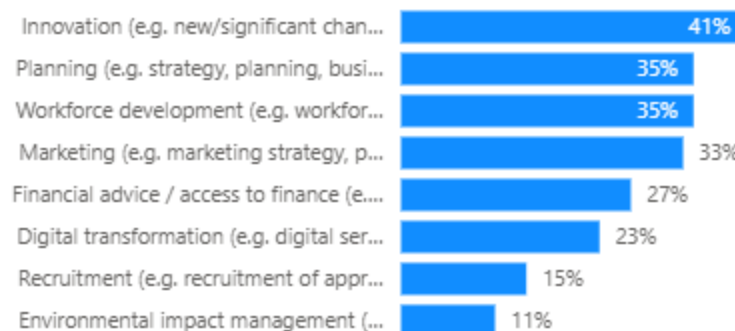 Innovation (e.g. new/significant chan... 41%
Planning (e.g. strategy, planning, busi... 35%
Workforce development (e.g. workfor... 35%
Marketing (e.g. marketing strategy, p... 33%
Financial advice / access to finance (e.... 27%
Digital transformation (e.g. digital ser... 23%
Recruitment (e.g. recruitment of appr... 15%
Environmental impact management (... 11%